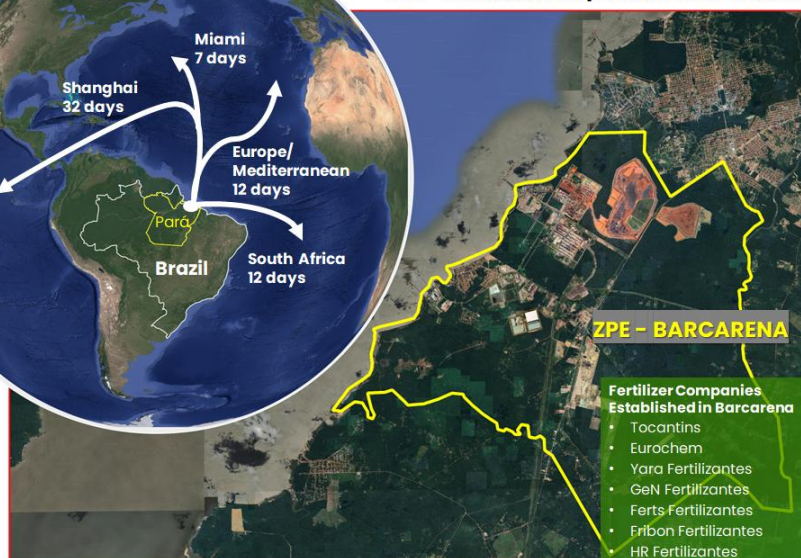 Miami
7 days
Shanghai
32 days
Europe/
Mediterranean
12 days
Pará
Brazil
South Africa
12 days
ZPE - BARCARENA
Fertilizer Companies
Established in Barcarena
• Tocantins
• Eurochem
• Yara Fertilizantes
• GeN Fertilizantes
• Ferts Fertilizantes
• Fribon Fertilizantes
• HR Fertilizantes